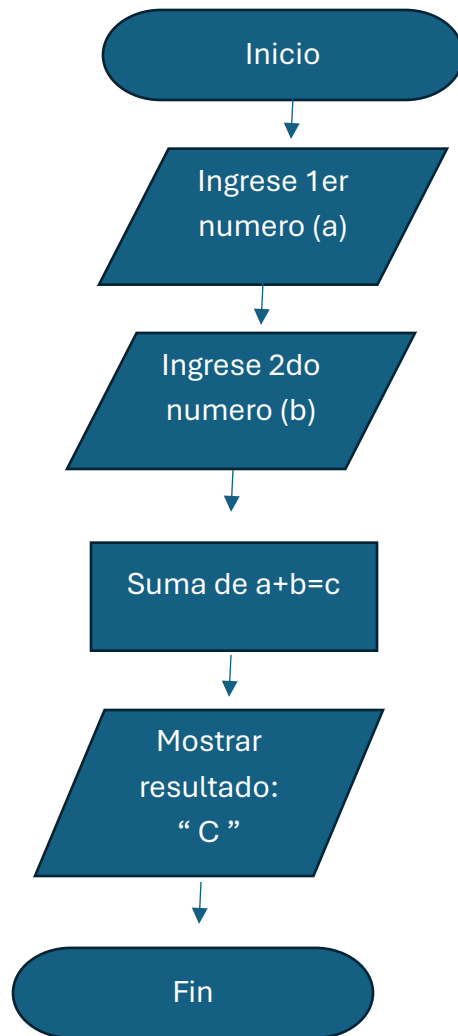 Inicio
Ingrese 1er
numero (a)
Ingrese 2do
numero (b)
Suma de a+b=c
Mostrar
resultado:
“ C ”
Fin